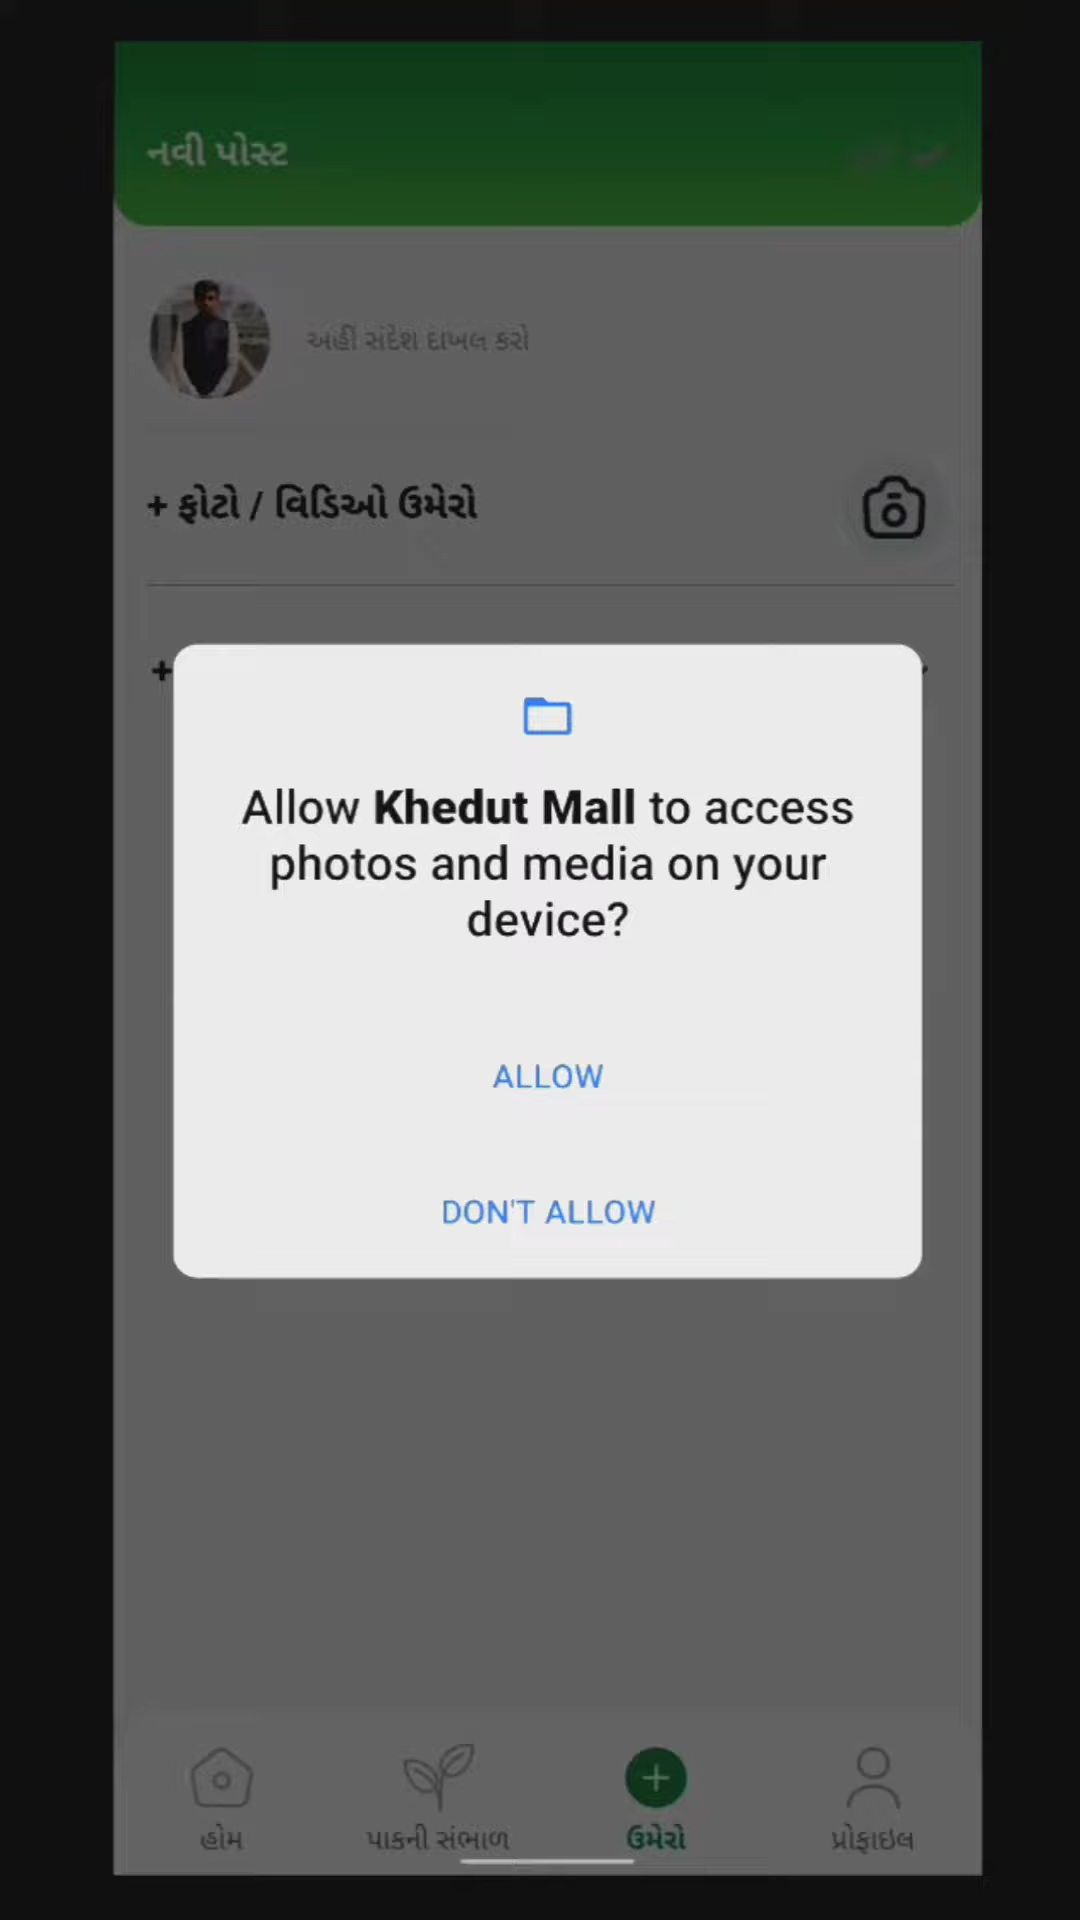 નવી પોસ્ટ
અહીં સંદેશ દાખલ કરો
+ ફોટો / વિડિઓ ઉમેરો
+
Allow Khedut Mall to access
photos and media on your
device?
ALLOW
DON'T ALLOW
હોમ
પાકની સંભાળ
ઉમેરો
પ્રોફાઇલ